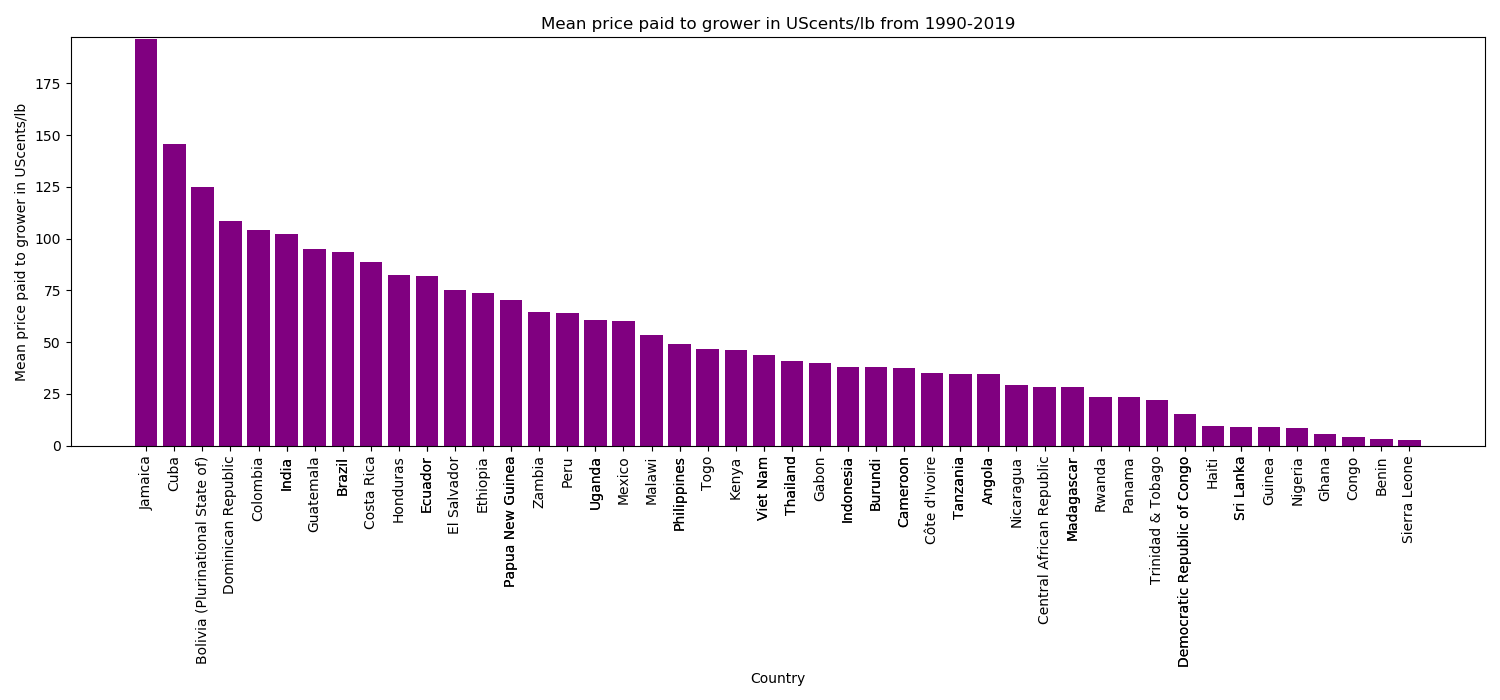 Mean price paid to grower in UScents/lb from 1990-2019
Mean price paid to grower in UScents/lb
175
150
125
100
75
50
25
0
Jamaica
Cuba
Bolivia (Plurinational State of)
Dominican Republic
Colombia
India
Guatemala
Brazil
Costa Rica
Honduras
Ecuador
El Salvador
Ethiopia
Papua New Guinea
Zambia
Peru
Uganda
Mexico
Malawi
Philippines
Togo
Kenya
Viet Nam
Thailand
Gabon
Indonesia
Burundi
Cameroon
Côte d'Ivoire
Tanzania
Angola
Nicaragua
Central African Republic
Madagascar
Rwanda
Panama
Trinidad & Tobago
Democratic Republic of Congo
Haiti
Sri Lanka
Guinea
Nigeria
Ghana
Congo
Benin
Sierra Leone
Country